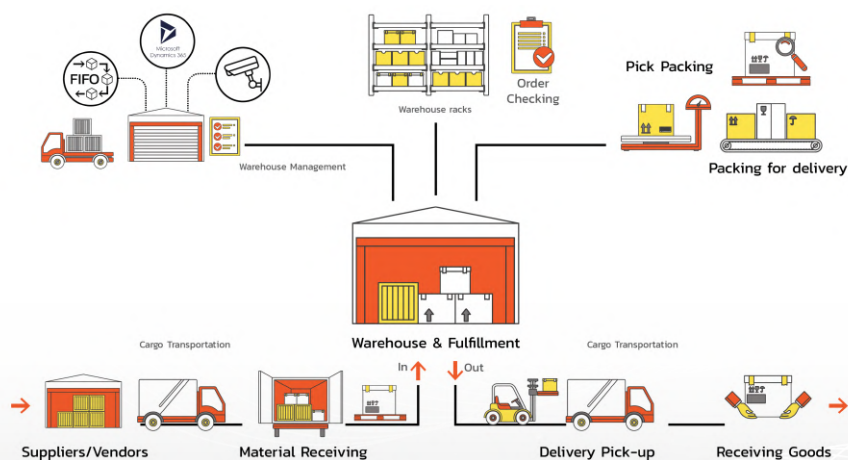 Microsoft
Dynamics 365
FIFO
Warehouse Management
Warehouse racks
Order
Checking
Pick Packing
Packing for delivery
Warehouse & Fulfillment
In
Out
Cargo Transportation
Cargo Transportation
Suppliers/Vendors
Material Receiving
Delivery Pick-up
Receiving Goods